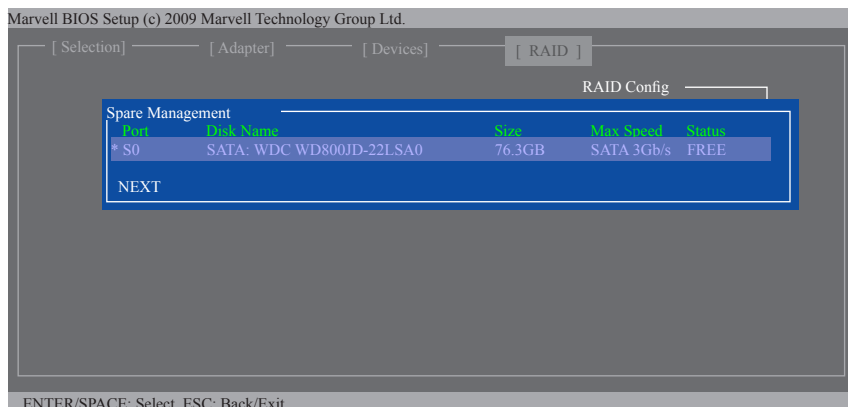 Marvell BIOS Setup (c) 2009 Marvell Technology Group Ltd.
[ Selection] [ Adapter] [ Devices] [ RAID ]
RAID Config
Spare Management
Port Disk Name Size Max Speed Status
* S0 SATA: WDC WD800JD-22LSA0 76.3GB SATA 3Gb/s FREE
NEXT
ENTER/SPACE: Select, ESC: Back/Exit